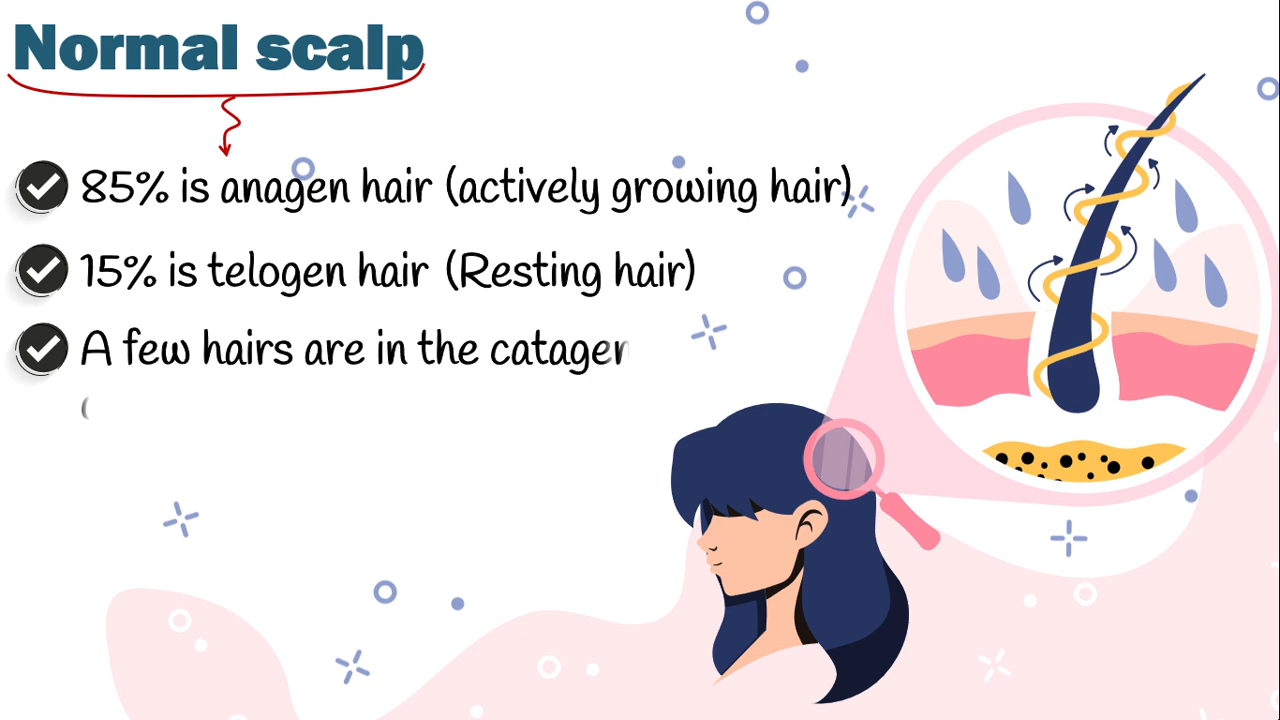 Normal scalp
85% is anagen hair (actively growing hair)
15% is telogen hair (Resting hair)
A few hairs are in the catagen
(